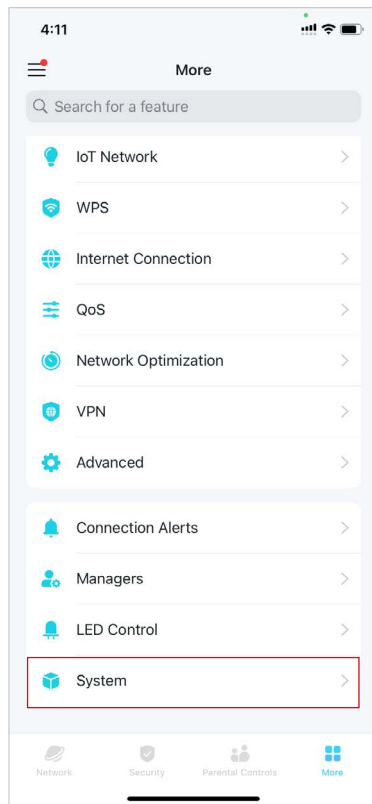 4:11
More
Search for a feature
IoT Network
WPS
Internet Connection
QoS
Network Optimization
VPN
Advanced
Connection Alerts
Managers
LED Control
System
Network Security Parental Controls More